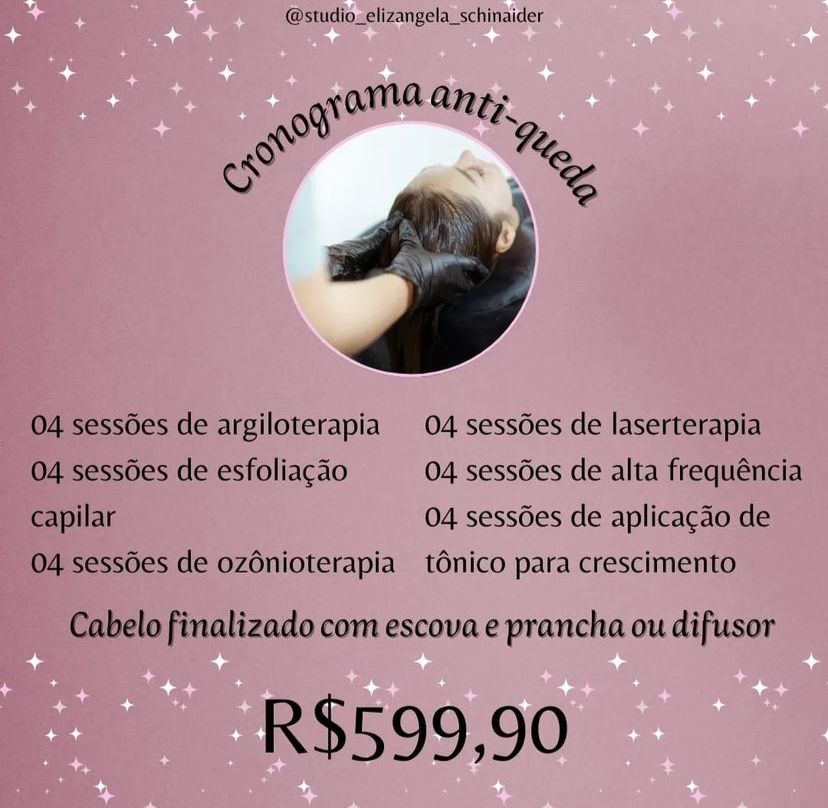 @studio_elizangela_schinaider
Cronograma anti-queda
04 sessões de argiloterapia
04 sessões de esfoliação
capilar
04 sessões de ozônioterapia
04 sessões de laserterapia
04 sessões de alta frequência
04 sessões de aplicação de
tônico para crescimento
Cabelo finalizado com escova e prancha ou difusor
R$599,90